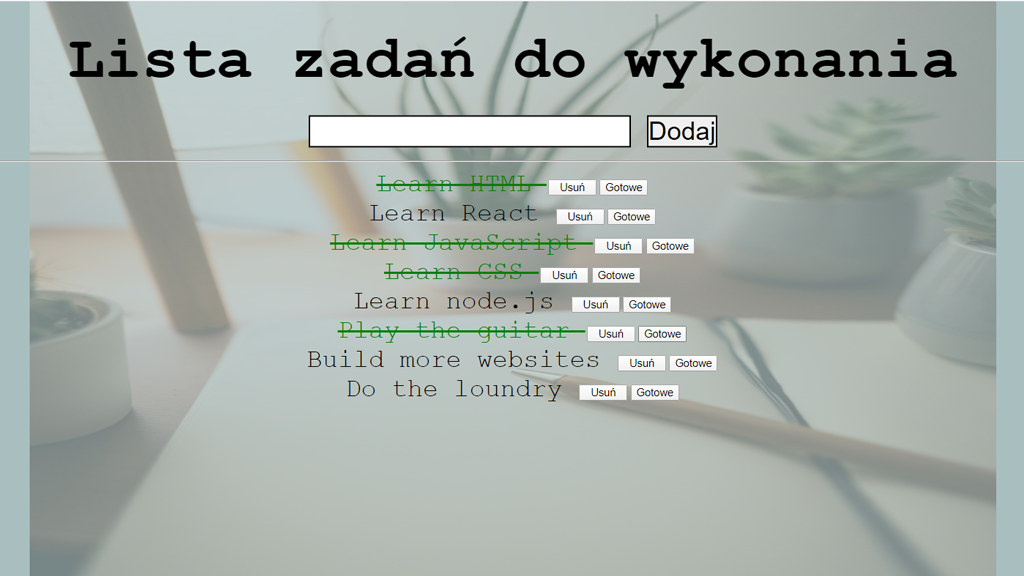 Lista zadań do wykonania
Dodaj
Learn HTML Usuń Gotowe
Learn React Usuń Gotowe
Learn JavaScript Usuń Gotowe
Learn CSS Usuń Gotowe
Learn node.js Usuń Gotowe
Play the guitar Usuń Gotowe
Build more websites Usuń Gotowe
Do the loundry Usuń Gotowe